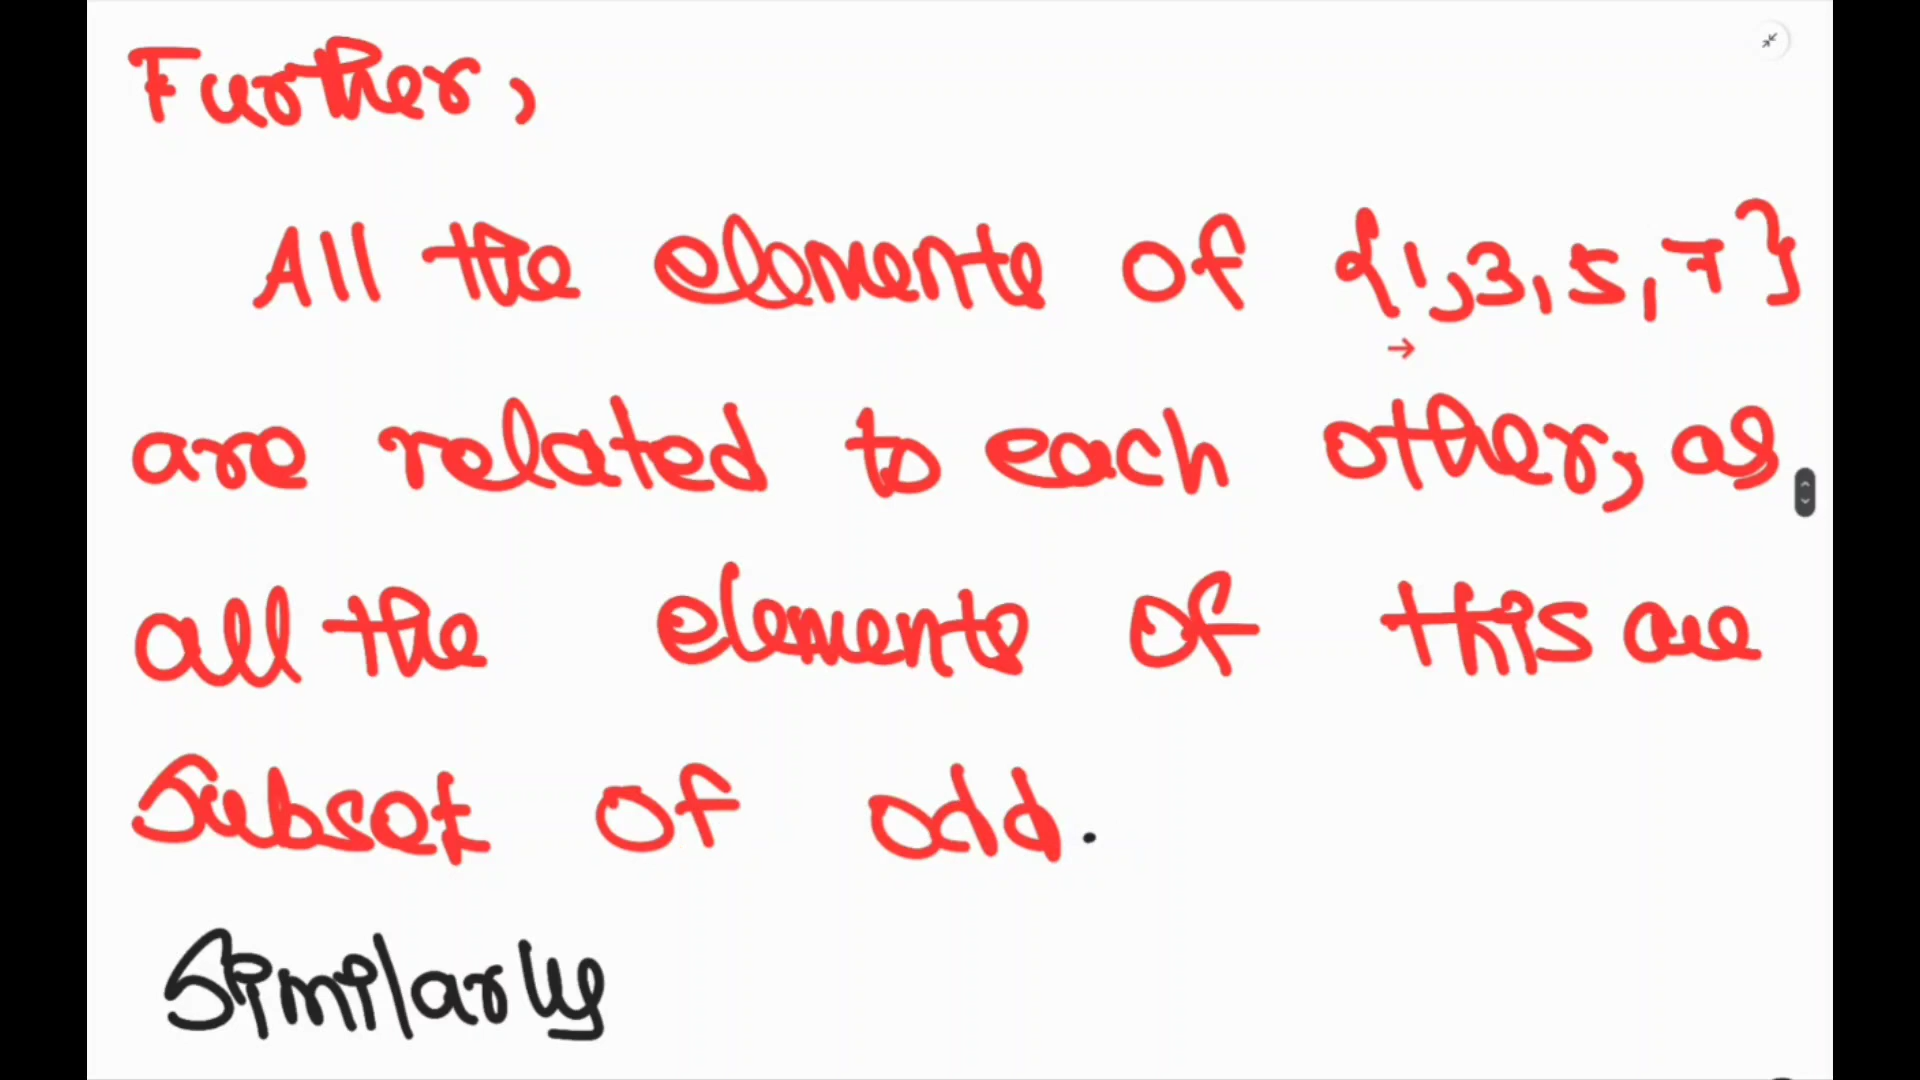 Further,
All the elements of {1,3,5,7}
are related to each other, as
all the elements of this are
Subset of odd.
Similarly